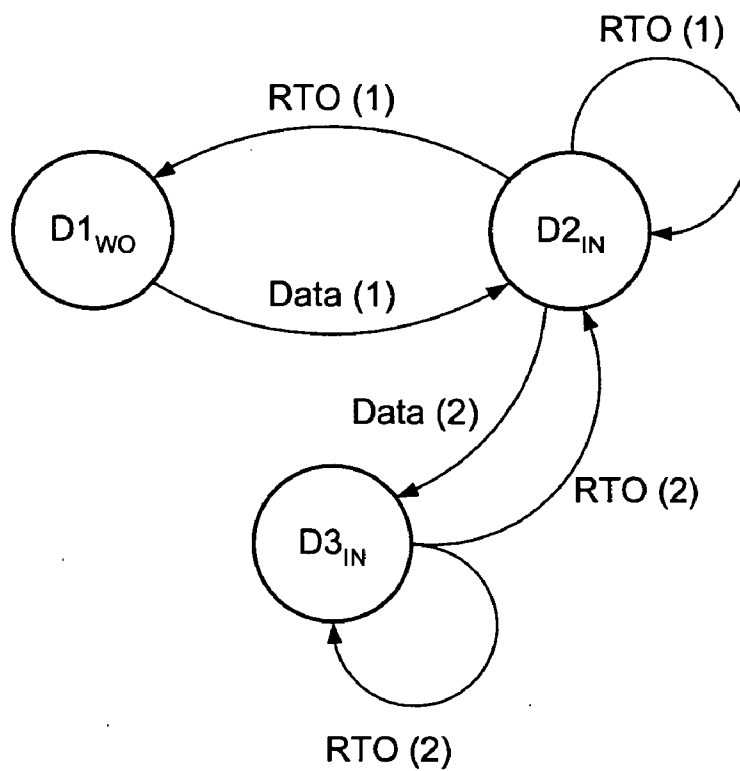 RTO (1)
RTO (1)
D1WO
D2IN
Data (1)
Data (2)
RTO (2)
D3IN
RTO (2)